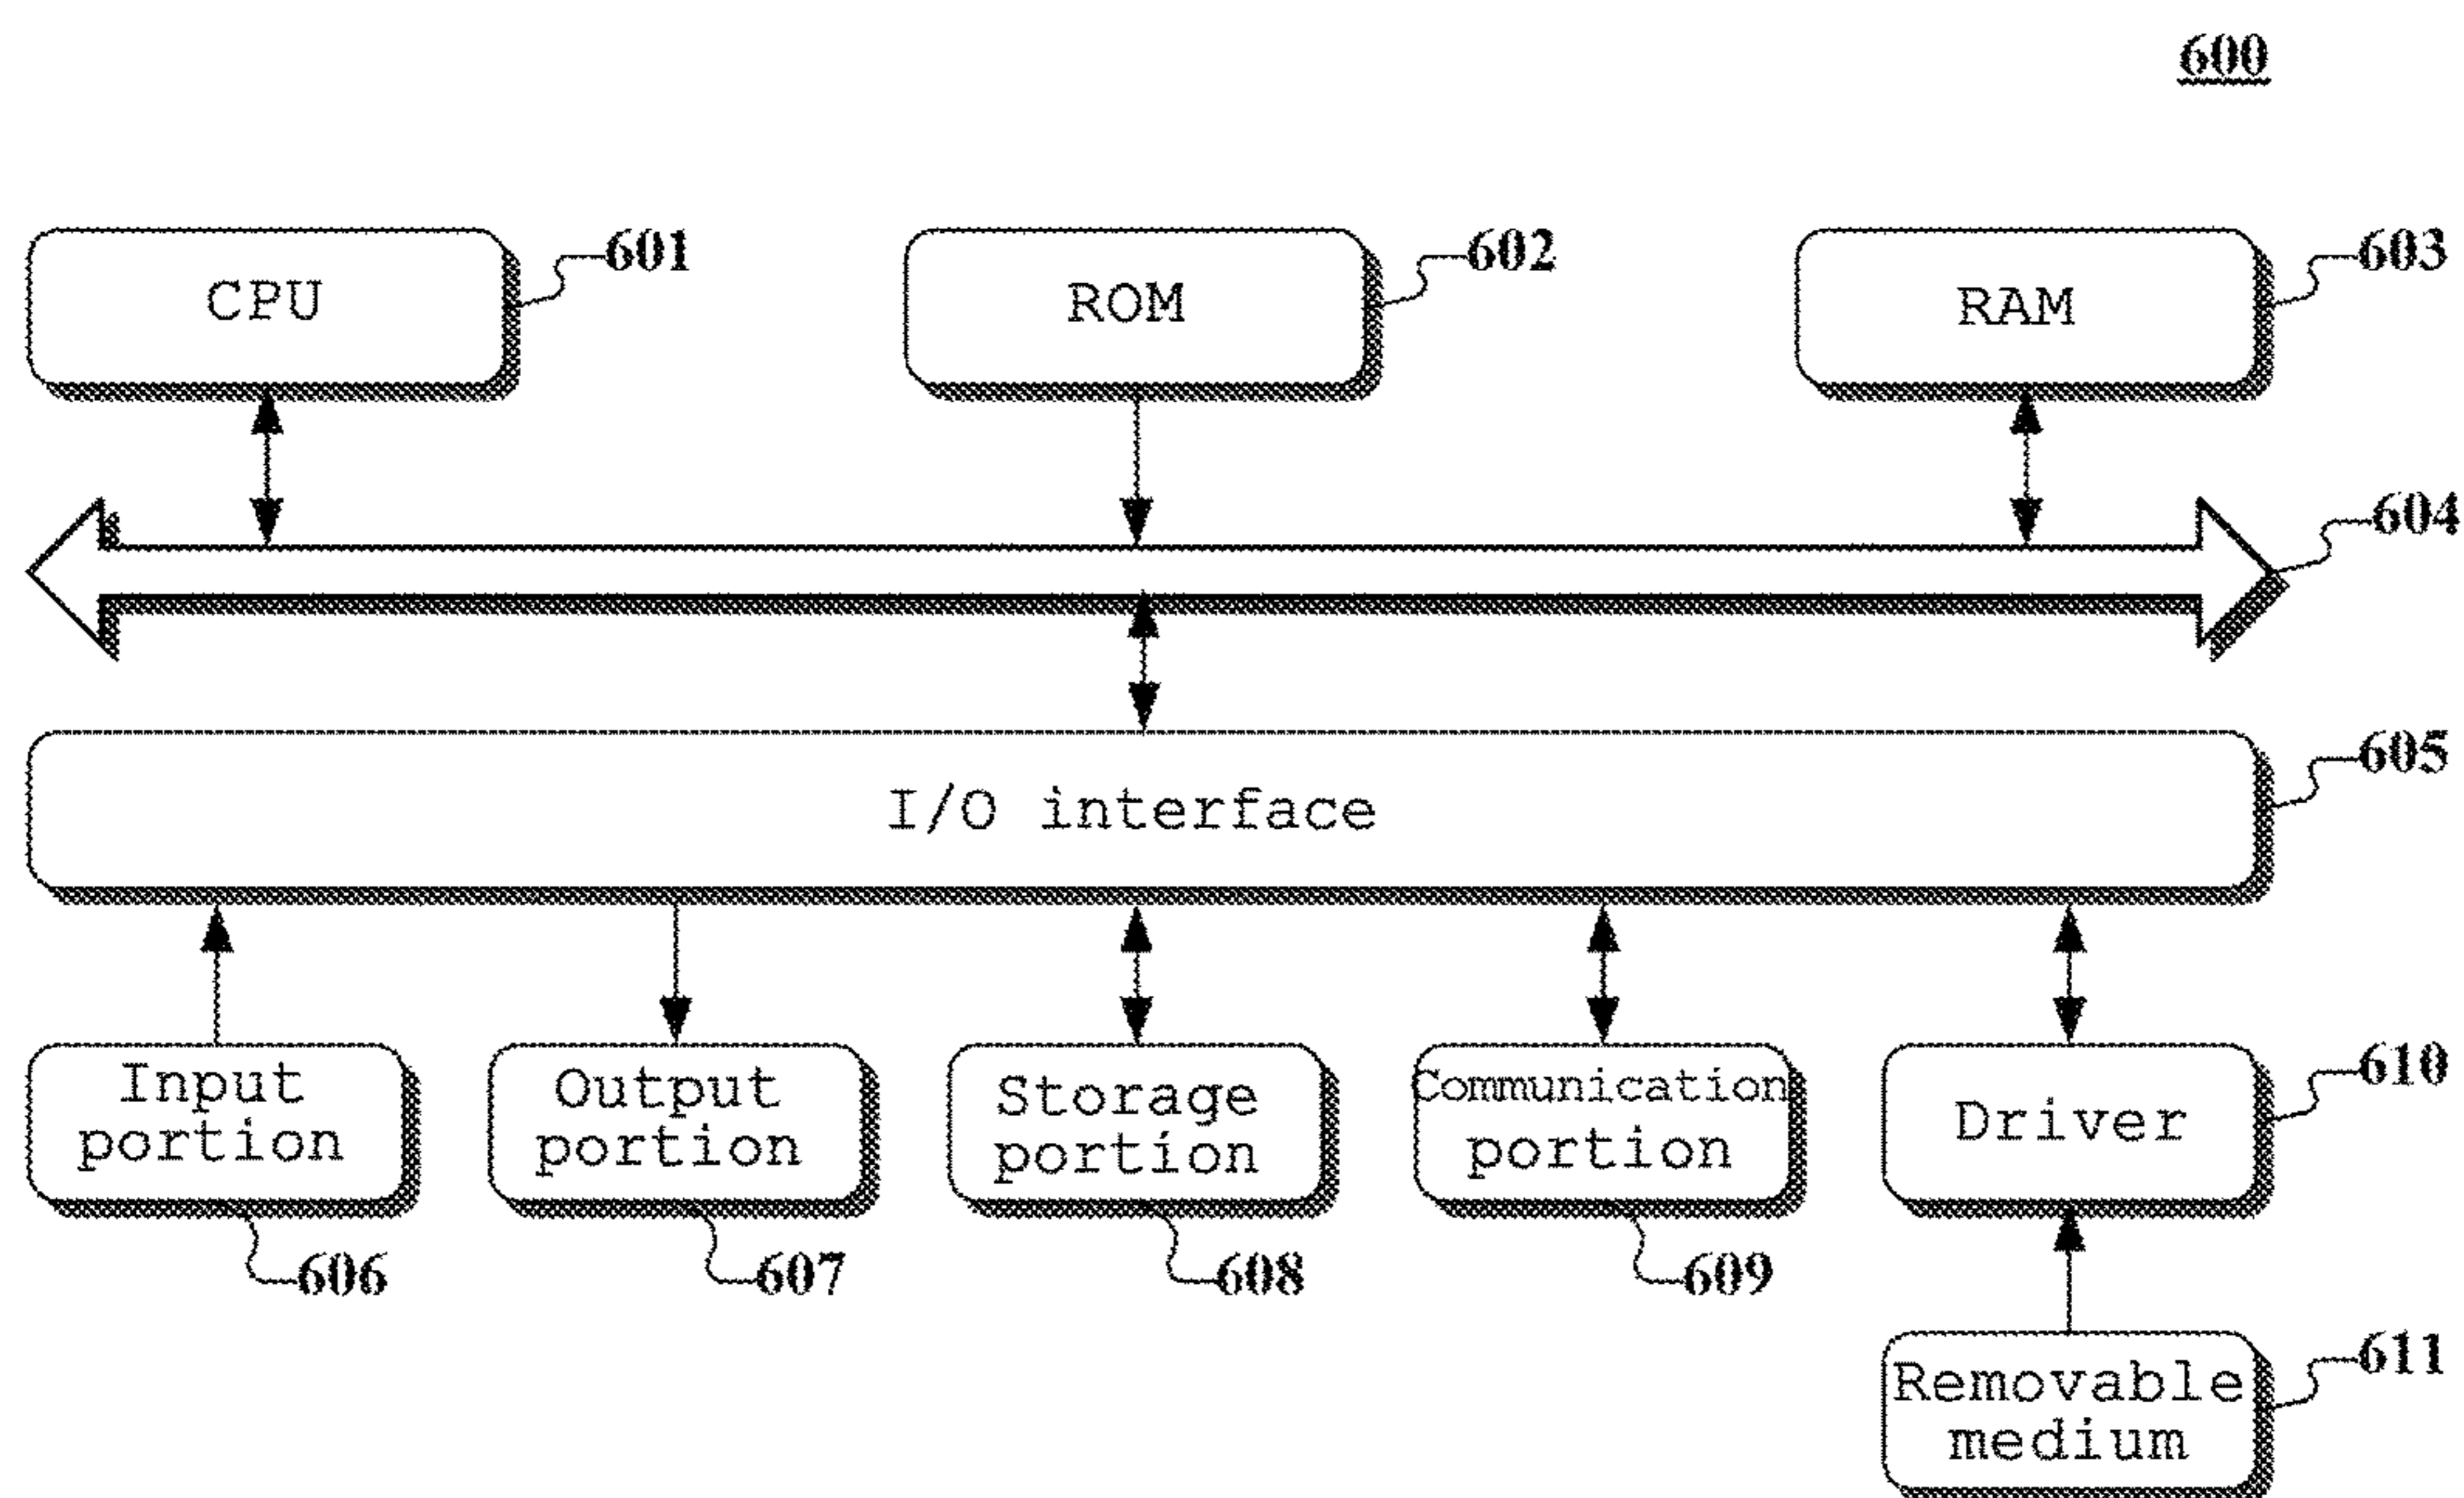 600
CPU
601
ROM
602
RAM
603
604
I/O interface
605
Input
portion
606
Output
portion
607
Storage
portion
608
Communication
portion
609
Driver
610
Removable
medium
611